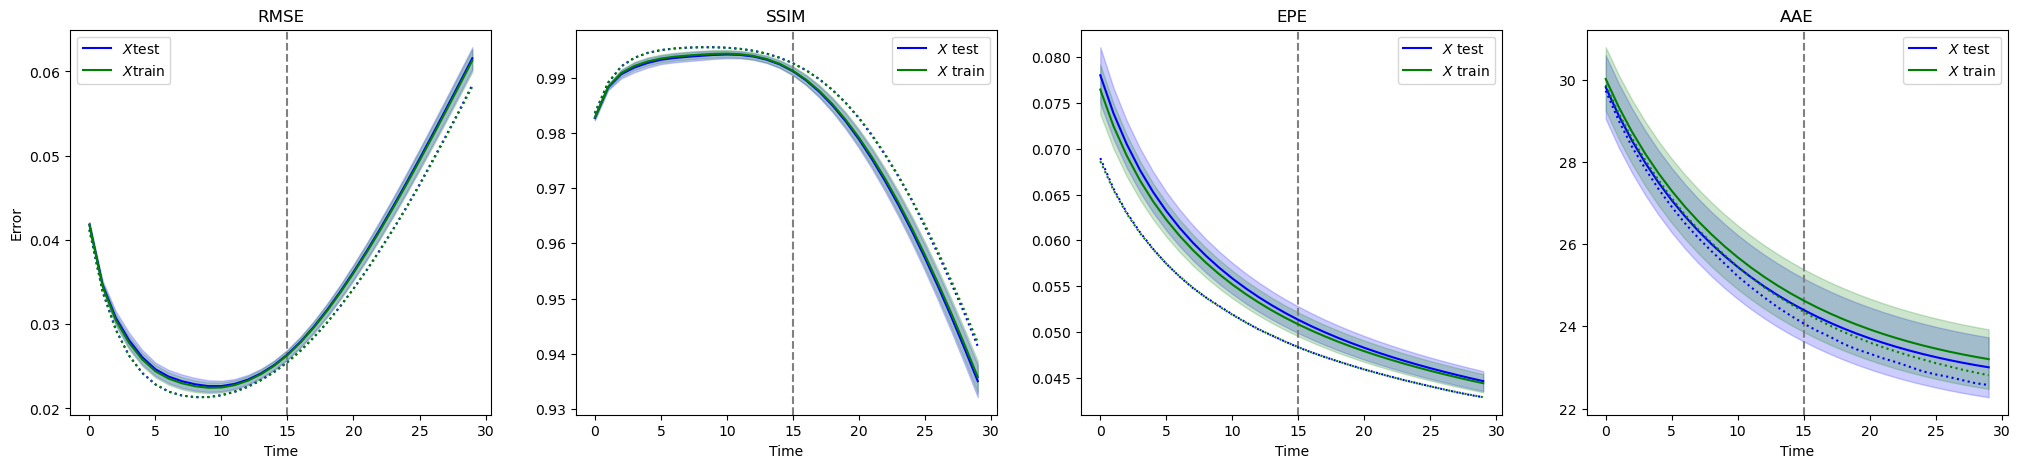 RMSE
Error
0.06
0.05
0.04
0.03
0.02
Xtest
Xtrain
0 5 10 15 20 25 30
Time
SSIM
0.99
0.98
0.97
0.96
0.95
0.94
0.93
X test
X train
0 5 10 15 20 25 30
Time
EPE
0.080
0.075
0.070
0.065
0.060
0.055
0.050
0.045
X test
X train
0 5 10 15 20 25 30
Time
AAE
30
28
26
24
22
X test
X train
0 5 10 15 20 25 30
Time